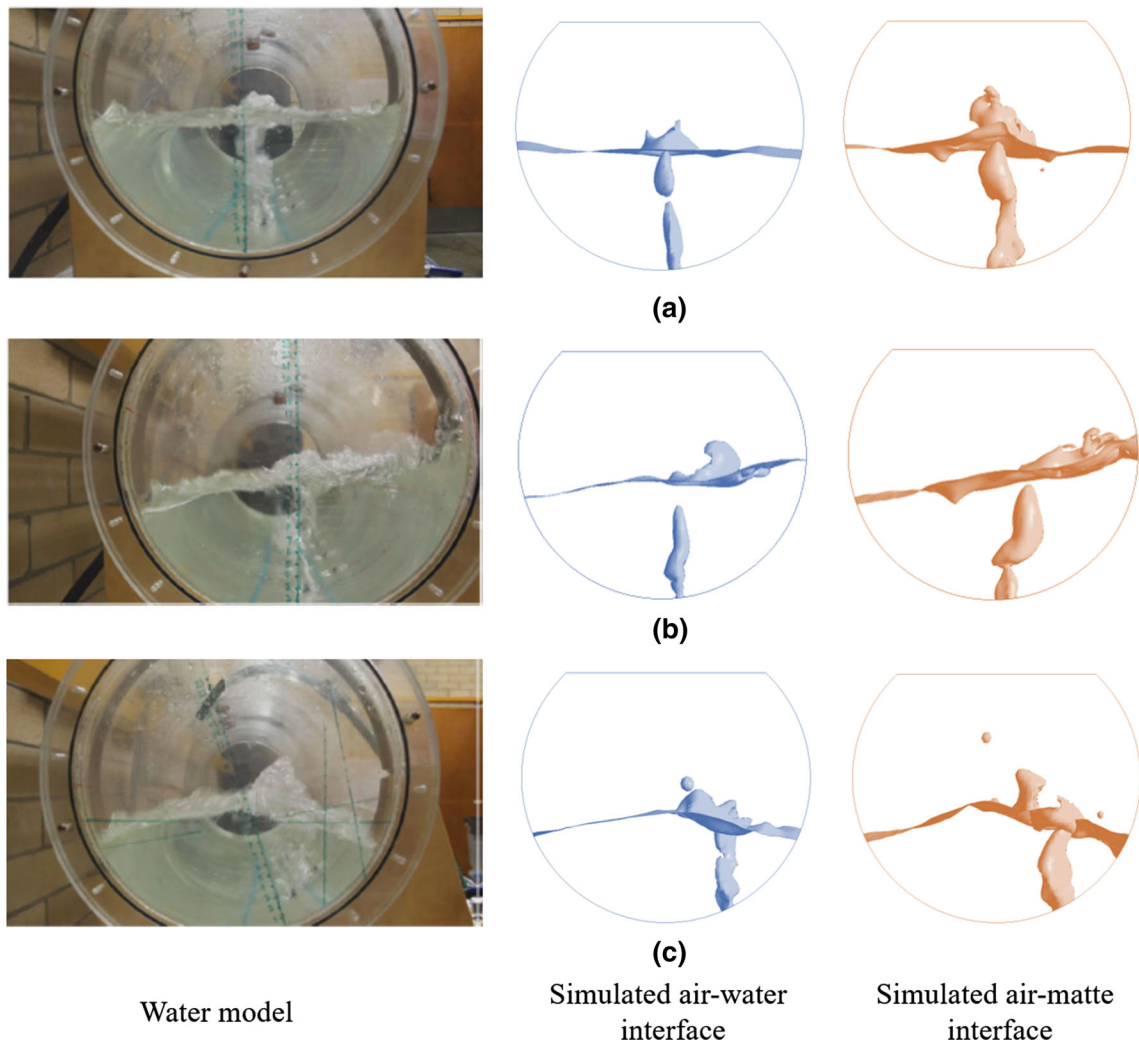 (a)
(b)
(c)
Water model
Simulated air-water
interface
Simulated air-matte
interface